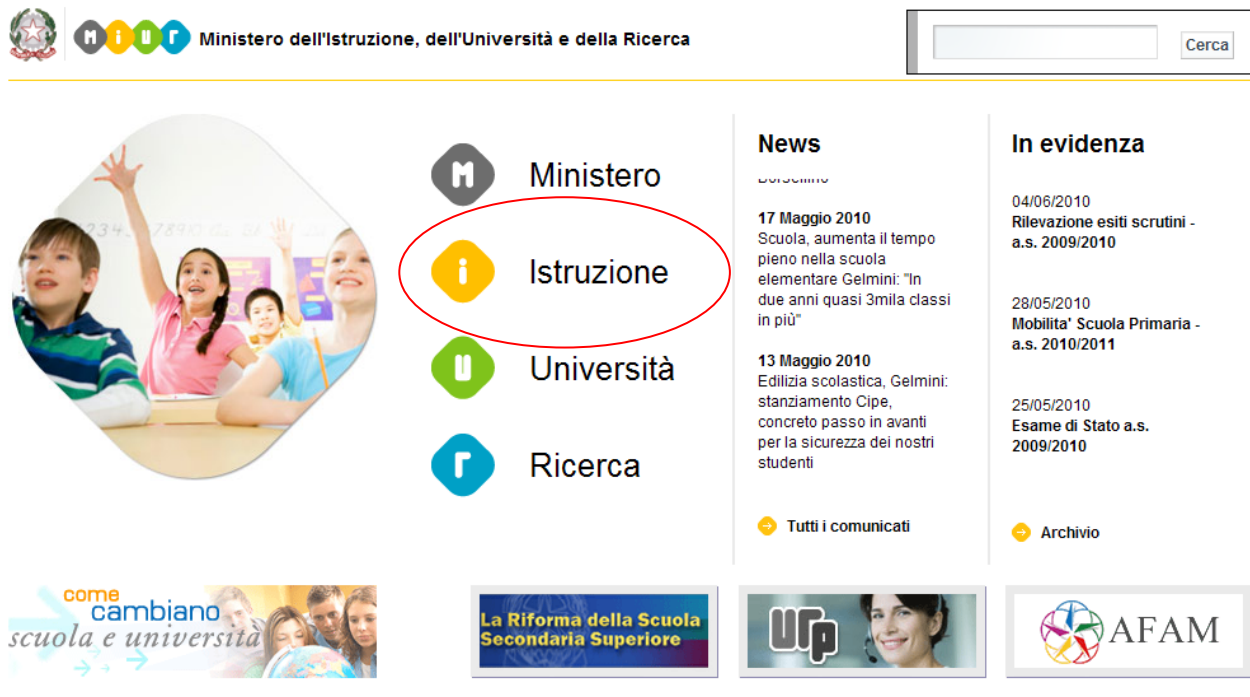 M i u r Ministero dell'Istruzione, dell'Università e della Ricerca
Cerca
M Ministero
i Istruzione
u Università
r Ricerca
News
Borsellino
17 Maggio 2010
Scuola, aumenta il tempo
pieno nella scuola
elementare Gelmini: "In
due anni quasi 3mila classi
in più"
13 Maggio 2010
Edilizia scolastica, Gelmini:
stanziamento Cipe,
concreto passo in avanti
per la sicurezza dei nostri
studenti
Tutti i comunicati
In evidenza
04/06/2010
Rilevazione esiti scrutini -
a.s. 2009/2010
28/05/2010
Mobilita' Scuola Primaria -
a.s. 2010/2011
25/05/2010
Esame di Stato a.s.
2009/2010
Archivio
come
cambiano
scuola e università
La Riforma della Scuola
Secondaria Superiore
Urp
AFAM